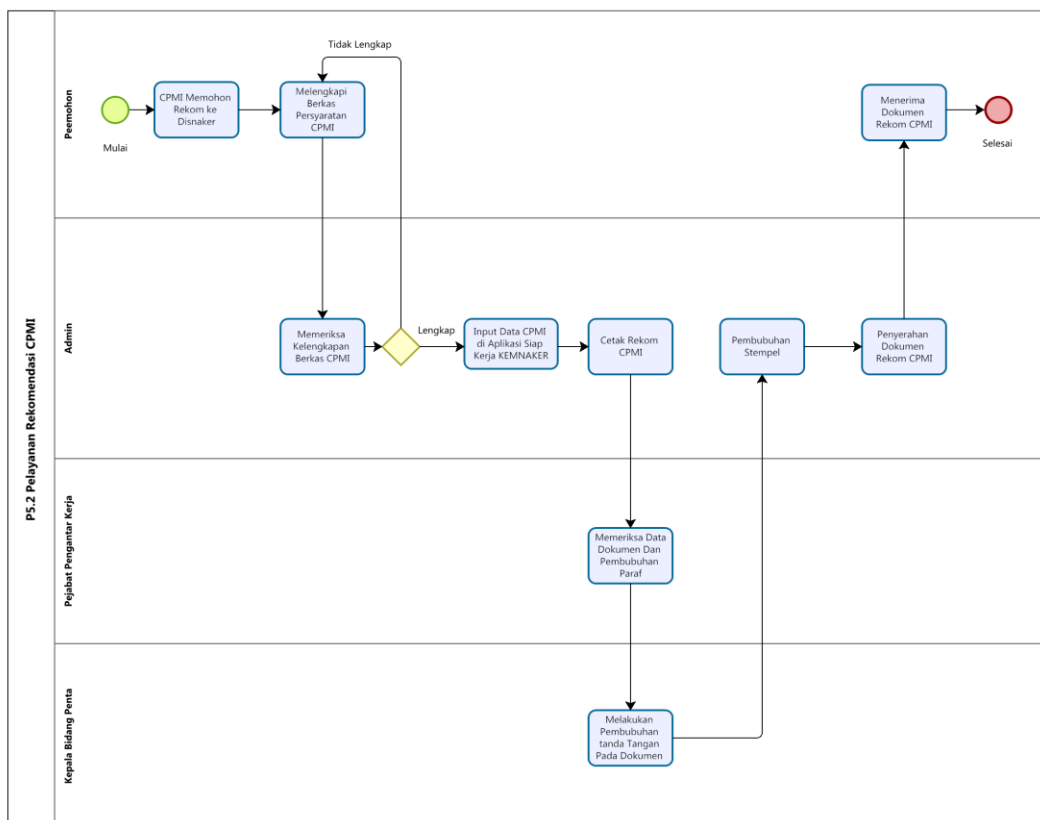 P5.2 Pelayanan Rekomendasi CPMI
Peemohon
Mulai
CPMI Memohon
Rekom ke
Disnaker
Melengkapi
Berkas
Persyaratan
CPMI
Tidak Lengkap
Menerima
Dokumen
Rekom CPMI
Selesai
Admin
Memeriksa
Kelengkapan
Berkas CPMI
Lengkap
Input Data CPMI
di Aplikasi Siap
Kerja KEMNAKER
Cetak Rekom
CPMI
Pembubuhan
Stempel
Penyerahan
Dokumen
Rekom CPMI
Pejabat Pengantar Kerja
Memeriksa Data
Dokumen Dan
Pembubuhan
Paraf
Kepala Bidang Penta
Melakukan
Pembubuhan
tanda Tangan
Pada Dokumen